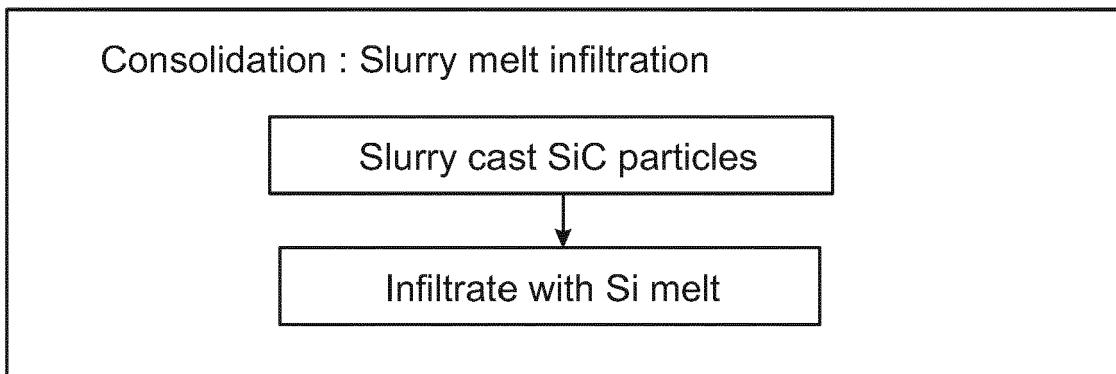 Consolidation : Slurry melt infiltration
Slurry cast SiC particles
Infiltrate with Si melt